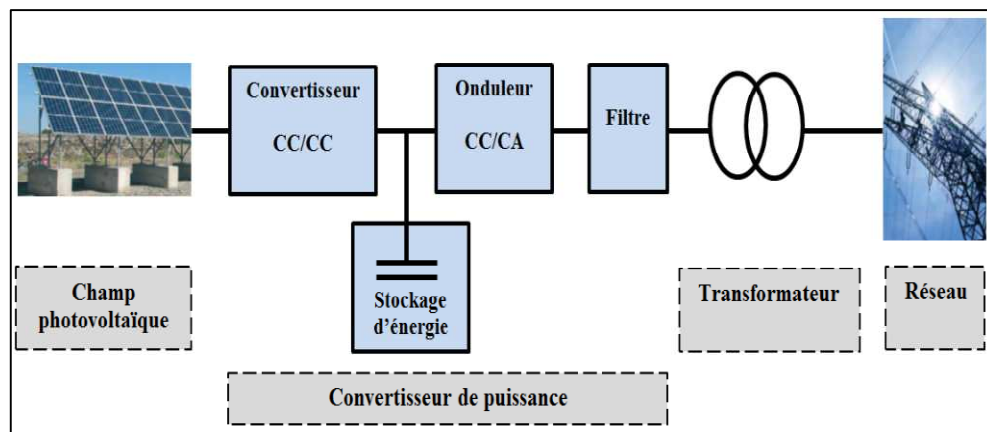 Convertisseur
CC/CC
Onduleur
CC/CA
Filtre
Stockage
d'énergie
Champ
photovoltaïque
Transformateur
Réseau
Convertisseur de puissance